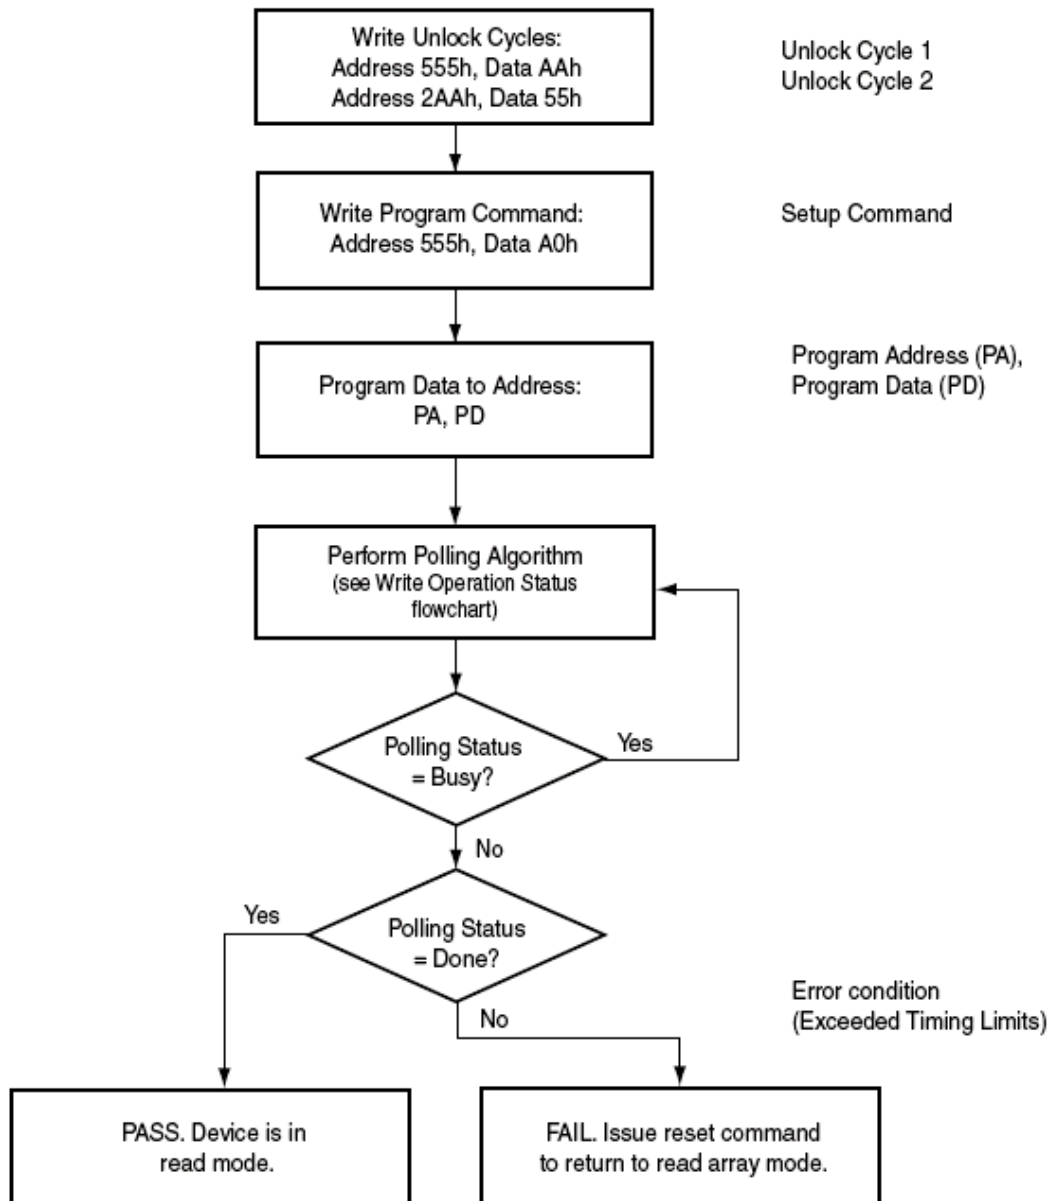 Write Unlock Cycles:
Address 555h, Data AAh
Address 2AAh, Data 55h
Unlock Cycle 1
Unlock Cycle 2
Write Program Command:
Address 555h, Data A0h
Setup Command
Program Data to Address:
PA, PD
Program Address (PA),
Program Data (PD)
Perform Polling Algorithm
(see Write Operation Status
flowchart)
Polling Status
= Busy?
Yes
No
Polling Status
= Done?
Yes
No
Error condition
(Exceeded Timing Limits)
PASS. Device is in
read mode.
FAIL. Issue reset command
to return to read array mode.